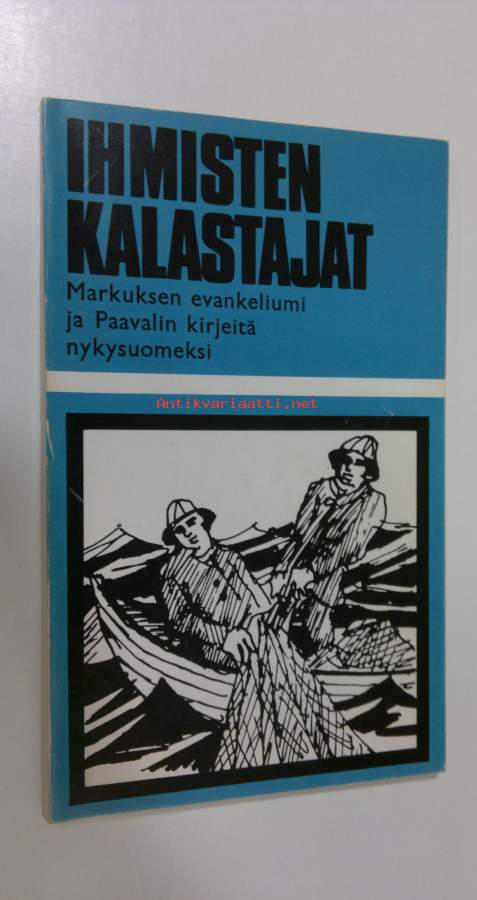 IHMISTEN
KALASTAJAT
Markuksen evankeliumi
ja Paavalin kirjeitä
nykysuomeksi
Antikvariaatti.net